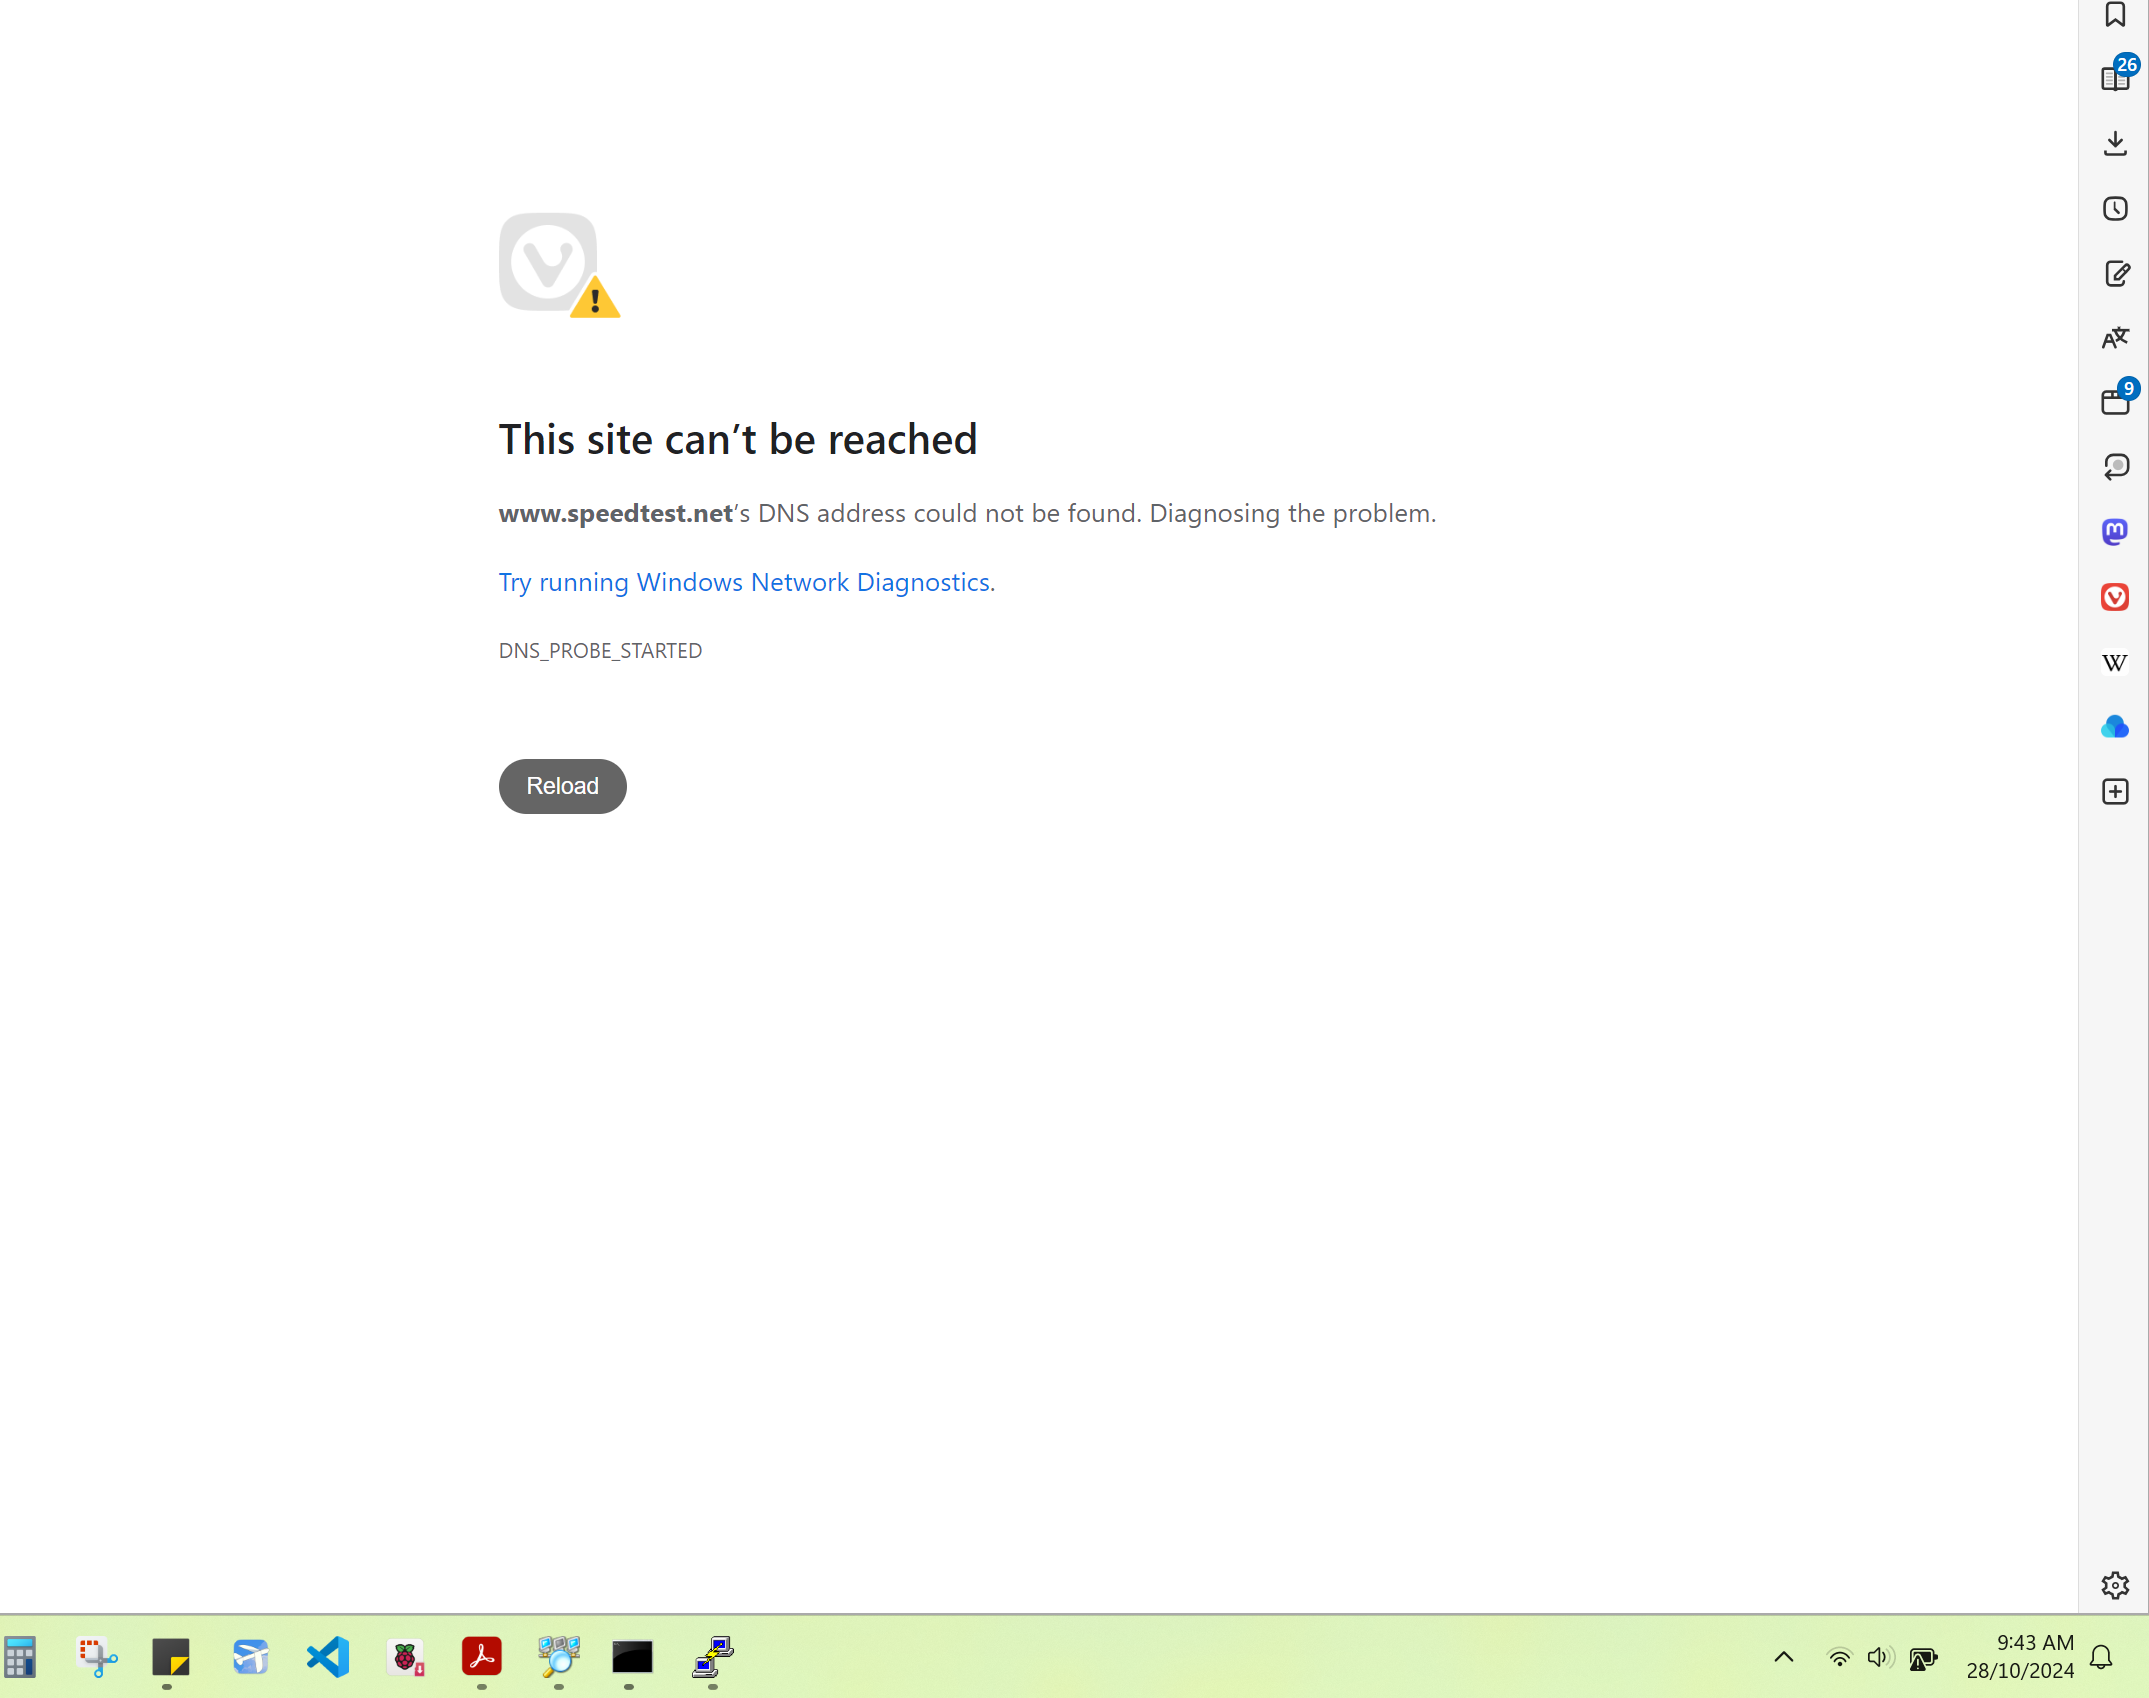 26
9
W
This site can’t be reached
www.speedtest.net’s DNS address could not be found. Diagnosing the problem.
Try running Windows Network Diagnostics.
DNS_PROBE_STARTED
Reload
9:43 AM
28/10/2024